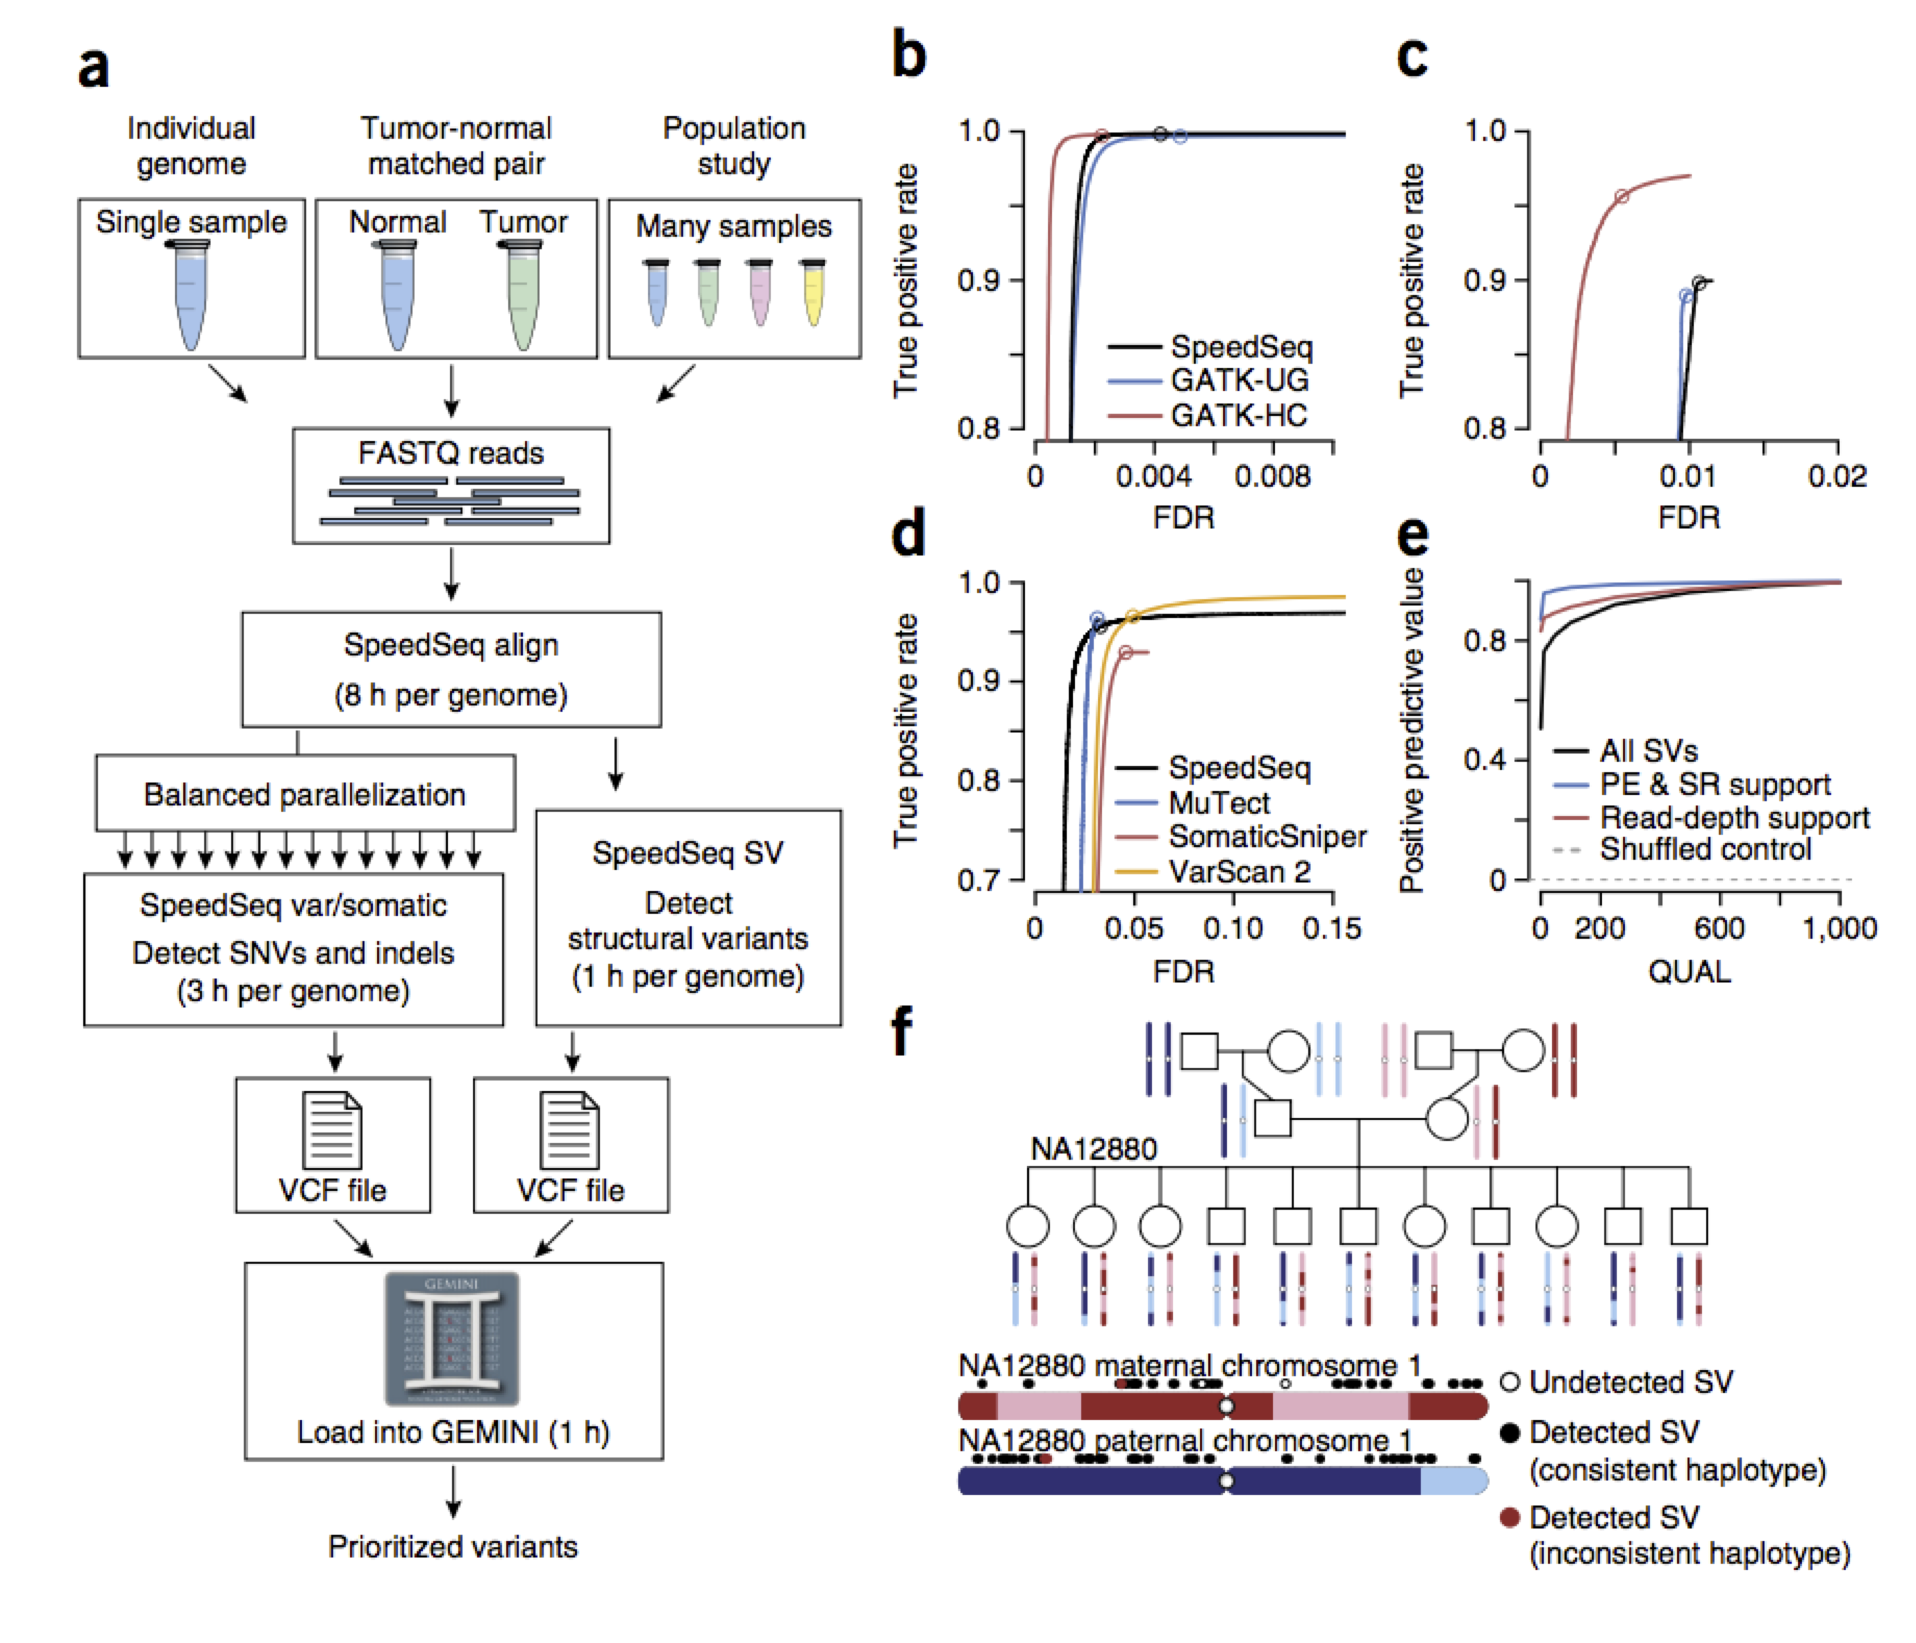 a
Individual
genome
Tumor-normal
matched pair
Population
study
Single sample
Normal
Tumor
Many samples
FASTQ reads
SpeedSeq align
(8 h per genome)
Balanced parallelization
SpeedSeq var/somatic
Detect SNVs and indels
(3 h per genome)
SpeedSeq SV
Detect
structural variants
(1 h per genome)
VCF file
VCF file
GEMINI
Load into GEMINI (1 h)
Prioritized variants
b
True positive rate
1.0
0.9
0.8
SpeedSeq
GATK-UG
GATK-HC
0
0.004
0.008
FDR
c
True positive rate
1.0
0.9
0.8
0
0.01
0.02
FDR
d
True positive rate
1.0
0.9
0.8
0.7
SpeedSeq
MuTect
SomaticSniper
VarScan 2
0
0.05
0.10
0.15
FDR
e
Positive predictive value
0.8
0.4
0
All SVs
PE & SR support
Read-depth support
Shuffled control
0
200
600
1,000
QUAL
f
NA12880
NA12880 maternal chromosome 1
NA12880 paternal chromosome 1
Undetected SV
Detected SV
(consistent haplotype)
Detected SV
(inconsistent haplotype)